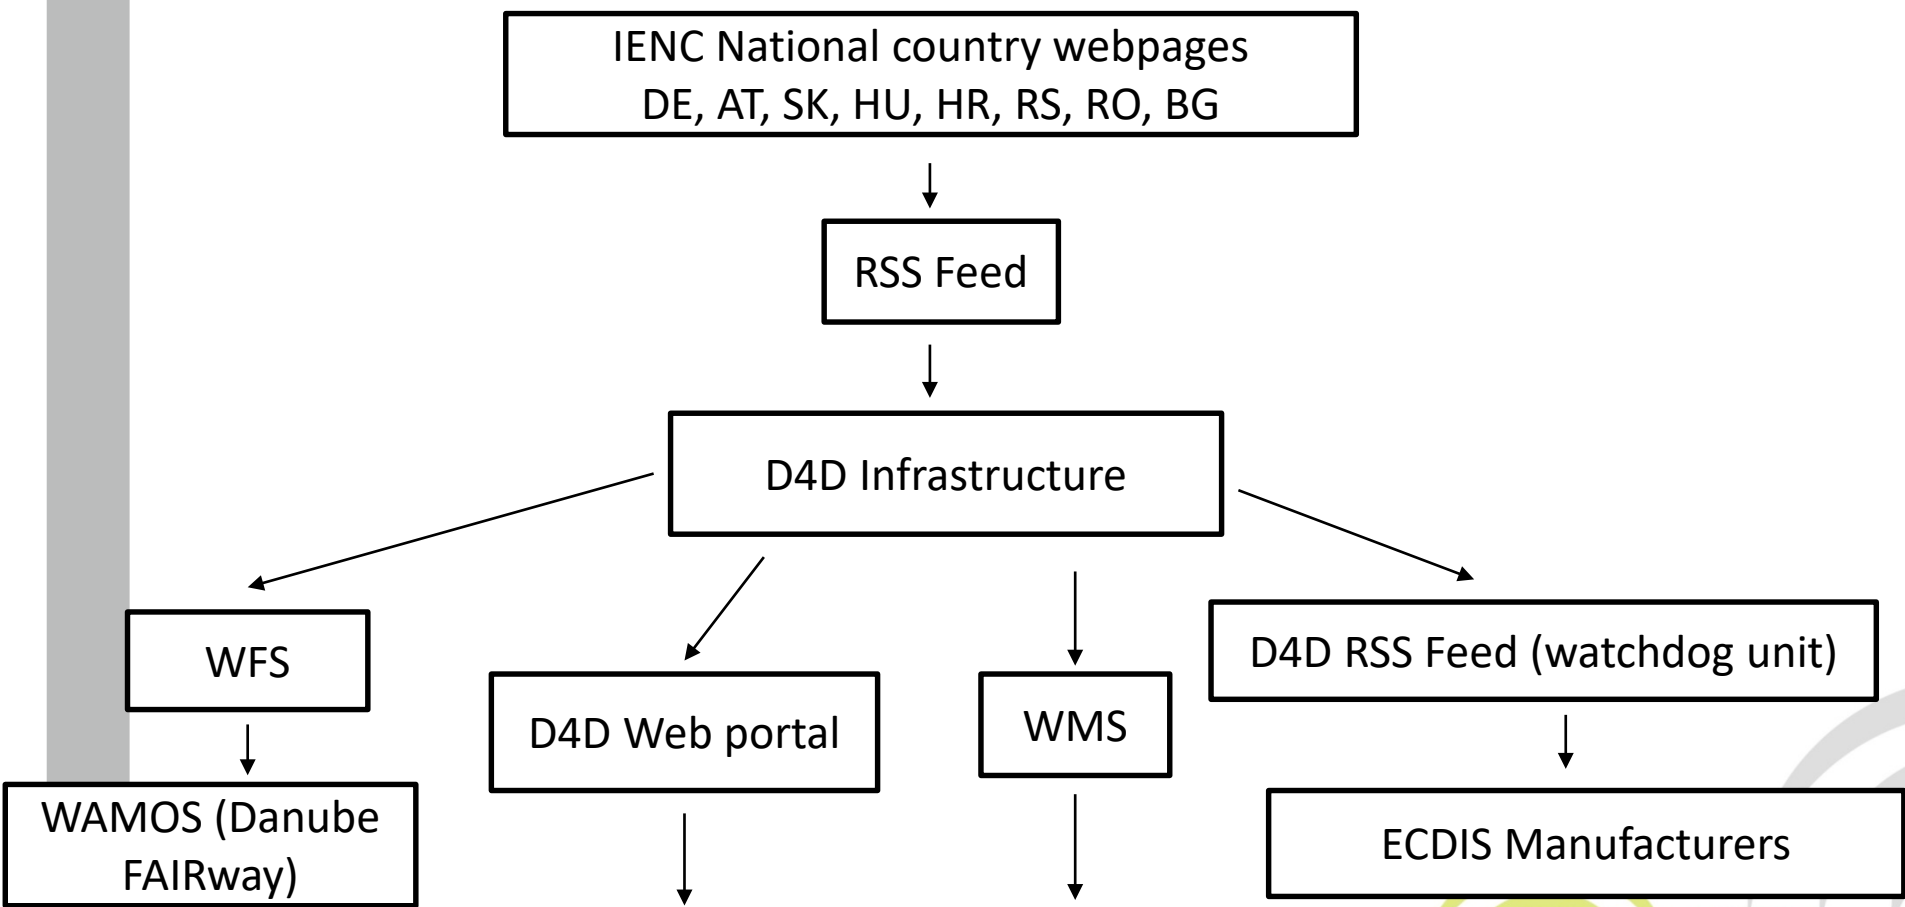 IENC National country webpages
DE, AT, SK, HU, HR, RS, RO, BG
RSS Feed
D4D Infrastructure
WFS
D4D Web portal
WMS
D4D RSS Feed (watchdog unit)
WAMOS (Danube
FAIRway)
ECDIS Manufacturers